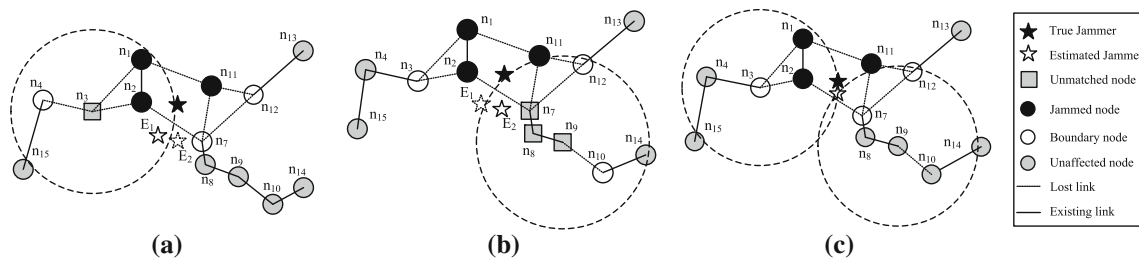 n1
n13
n4
n11
n3
n2
n12
E1
E2
n7
n15
n8
n9
n14
n10
(a)
n1
n13
n4
n11
n3
n2
n12
E1
E2
n7
n15
n9
n8
n14
n10
(b)
n1
n13
n11
n4
n2
n3
n12
n7
n15
n9
n14
n8
n10
(c)
True Jammer
Estimated Jamme
Unmatched node
Jammed node
Boundary node
Unaffected node
Lost link
Existing link